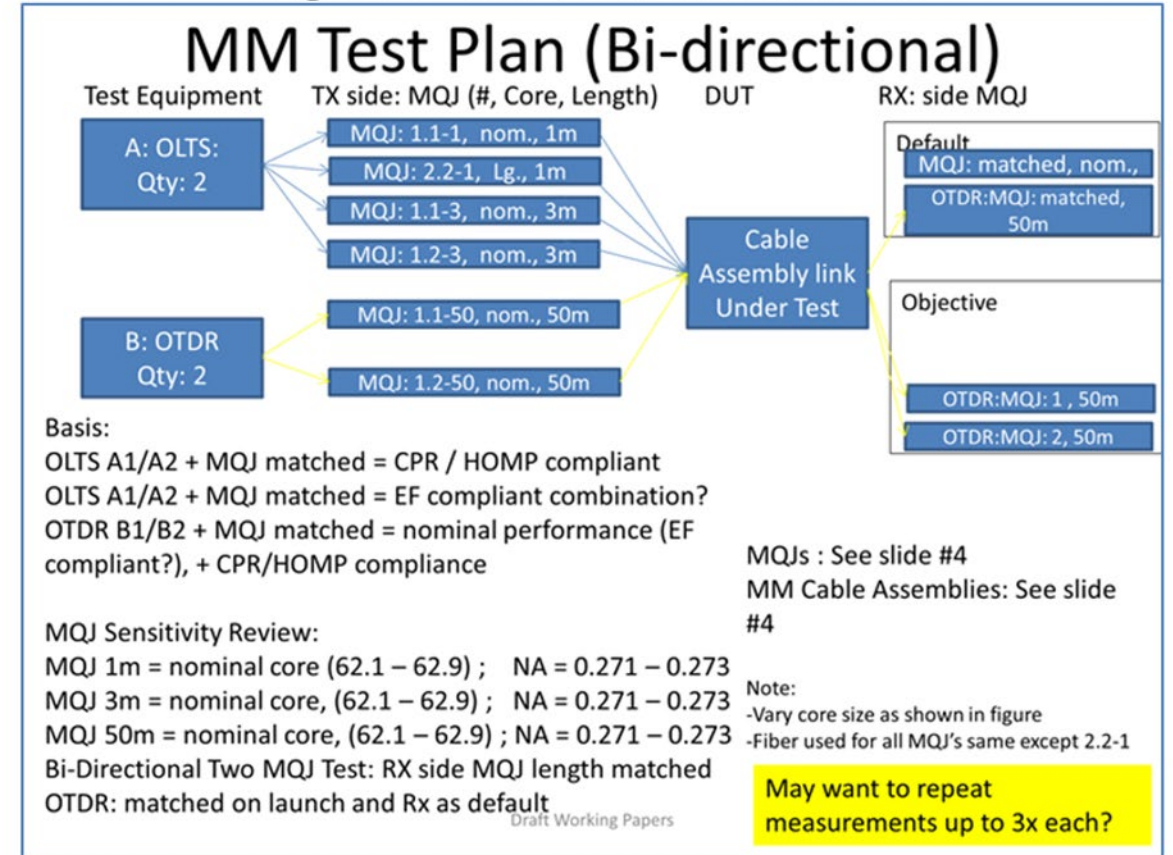 MM Test Plan (Bi-directional)
Test Equipment
TX side: MQJ (#, Core, Length)
DUT
RX: side MQJ
A: OLTS:
Qty: 2
MQJ: 1.1-1, nom., 1m
MQJ: 2.2-1, Lg., 1m
MQJ: 1.1-3, nom., 3m
MQJ: 1.2-3, nom., 3m
B: OTDR
Qty: 2
MQJ: 1.1-50, nom., 50m
MQJ: 1.2-50, nom., 50m
Cable
Assembly link
Under Test
Default
MQJ: matched, nom.,
OTDR:MQJ: matched,
50m
Objective
OTDR:MQJ: 1 , 50m
OTDR:MQJ: 2, 50m
Basis:
OLTS A1/A2 + MQJ matched = CPR / HOMP compliant
OLTS A1/A2 + MQJ matched = EF compliant combination?
OTDR B1/B2 + MQJ matched = nominal performance (EF
compliant?), + CPR/HOMP compliance
MQJ Sensitivity Review:
MQJ 1m = nominal core (62.1 – 62.9) ; NA = 0.271 – 0.273
MQJ 3m = nominal core, (62.1 – 62.9) ; NA = 0.271 – 0.273
MQJ 50m = nominal core, (62.1 – 62.9) ; NA = 0.271 – 0.273
Bi-Directional Two MQJ Test: RX side MQJ length matched
OTDR: matched on launch and Rx as default
MQJs : See slide #4
MM Cable Assemblies: See slide
#4
Note:
-Vary core size as shown in figure
-Fiber used for all MQJ's same except 2.2-1
May want to repeat
measurements up to 3x each?
Draft Working Papers